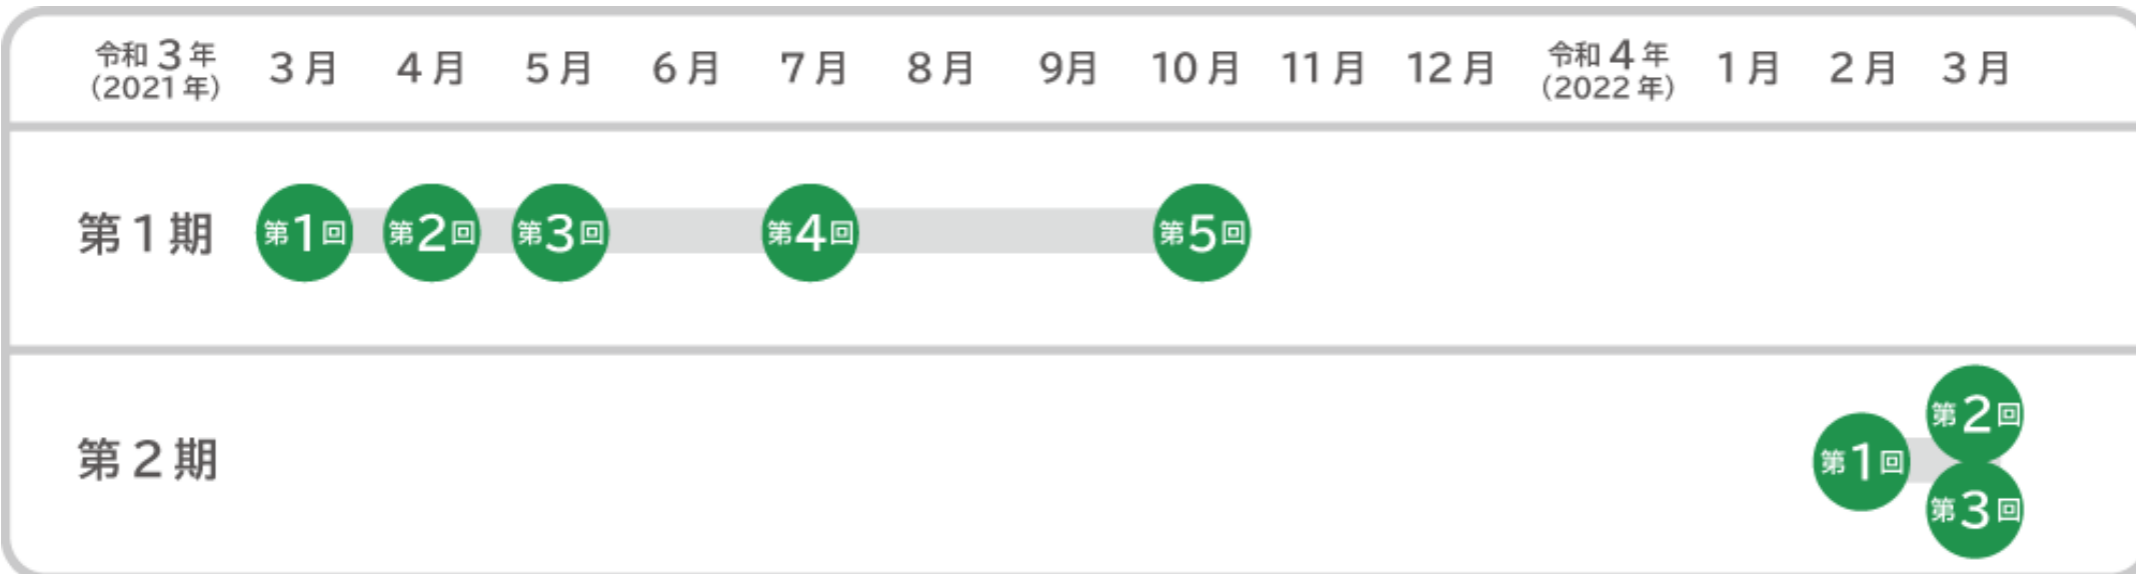 令和3年
(2021年)
3月 4月 5月 6月 7月 8月 9月 10月 11月 12月
令和4年
(2022年)
1月 2月 3月
第1期
第1回 第2回 第3回 第4回 第5回
第2期
第1回
第2回
第3回